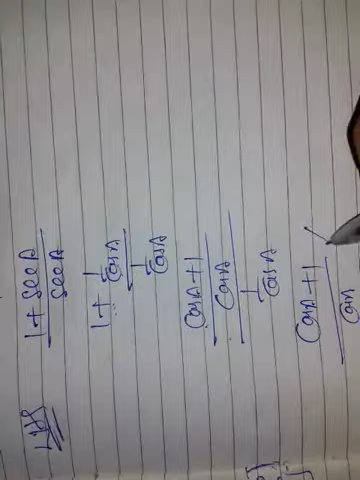 LHS 1 + sec A / sec A
1 + 1/cos A / 1/cos A
cos A + 1 / cos A / 1/cos A
cos A + 1 / cos